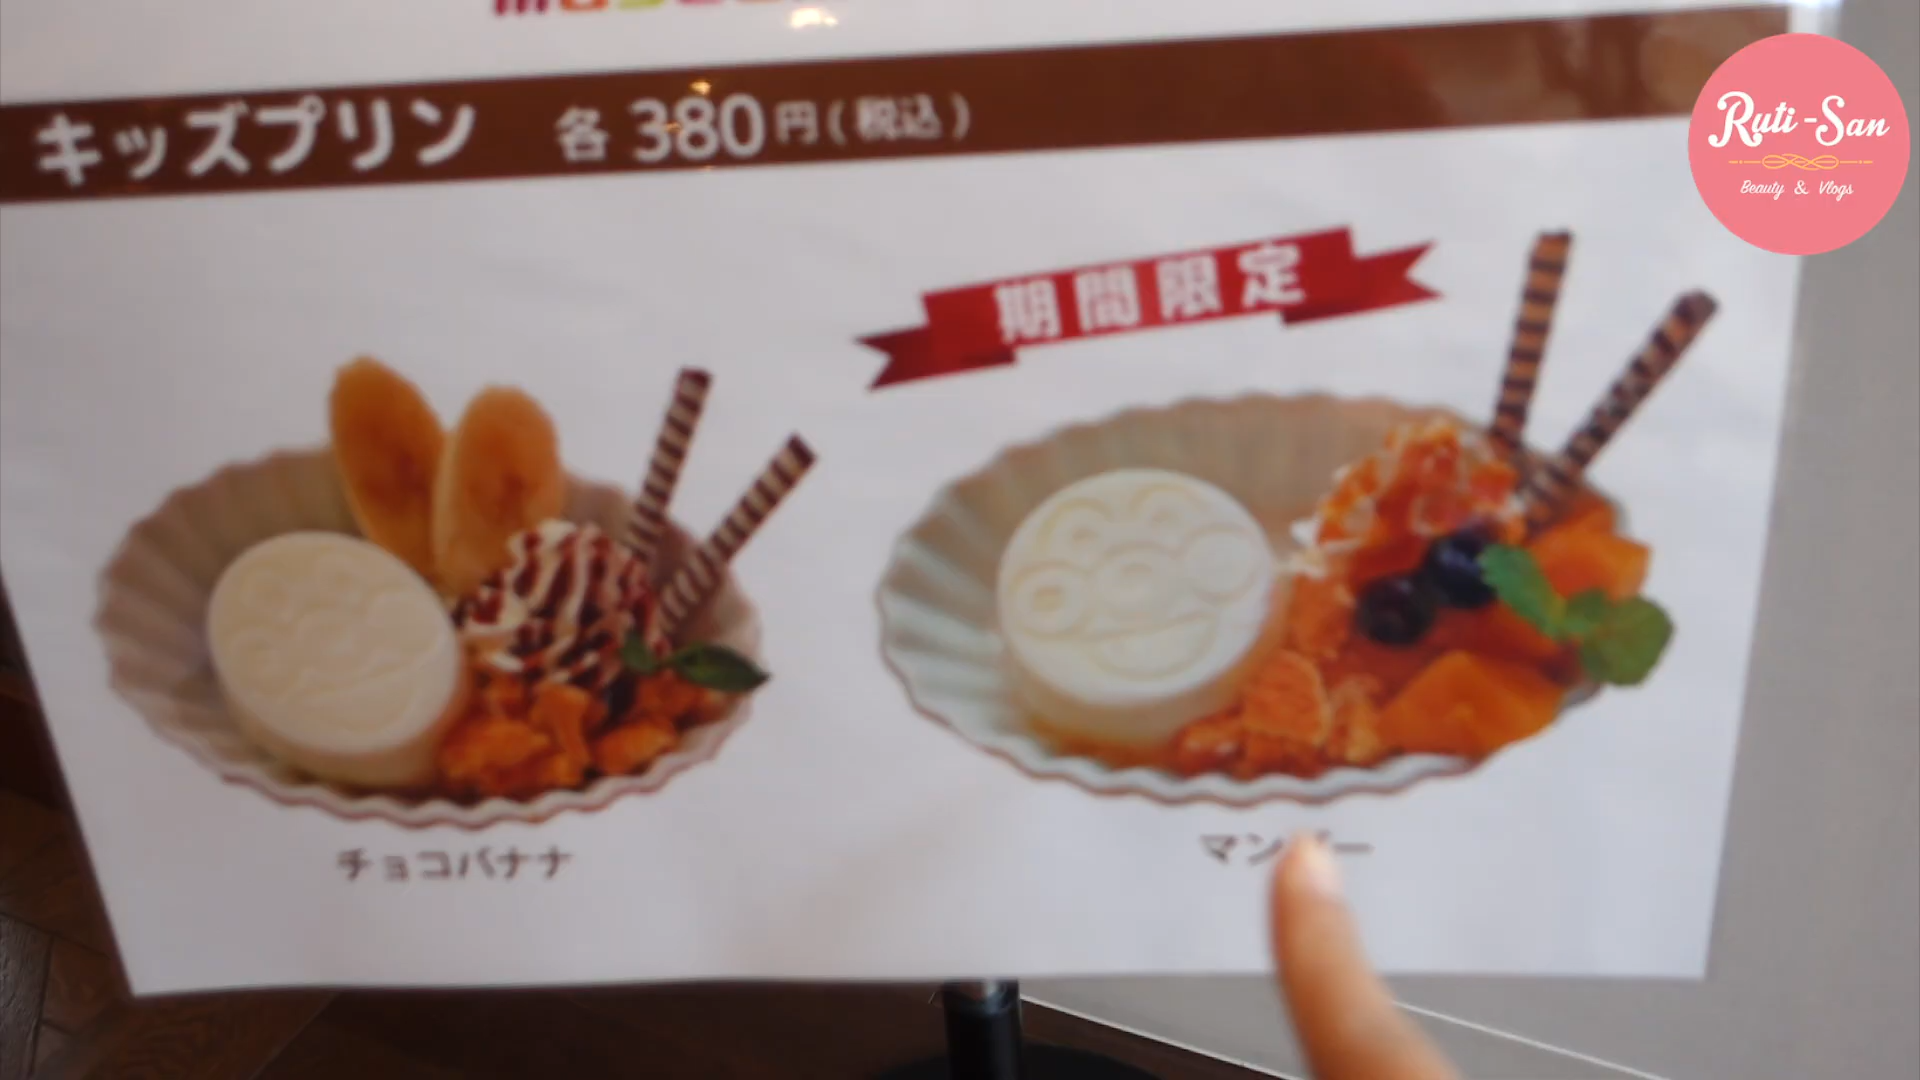 キッズプリン 各 380円(税込)
Ruti-San
Beauty & Vlogs
期間限定
チョコバナナ